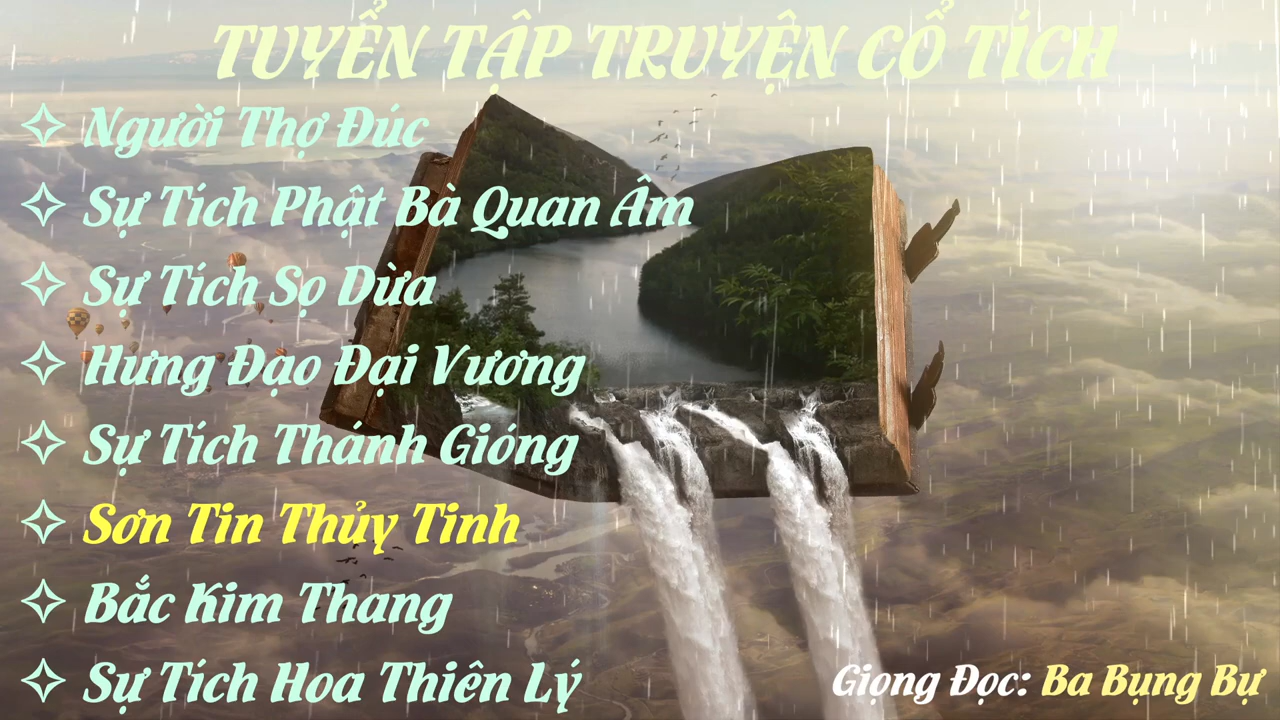 TUYỂN TẬP TRUYỆN CỔ TÍCH
Người Thợ Đúc
Sự Tích Phật Bà Quan Âm
Sự Tích Sọ Dừa
Hưng Đạo Đại Vương
Sự Tích Thánh Gióng
Sơn Tin Thủy Tinh
Bắc Kim Thang
Sự Tích Hoa Thiên Lý
Giọng Đọc: Ba Bụng Bự